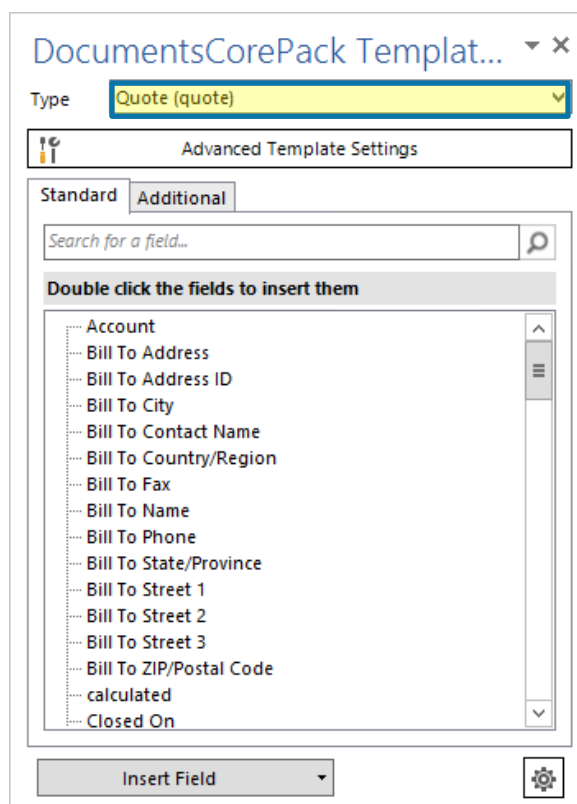 DocumentsCorePack Templat...
Type Quote (quote)
Advanced Template Settings
Standard Additional
Search for a field...
Double click the fields to insert them
Account
Bill To Address
Bill To Address ID
Bill To City
Bill To Contact Name
Bill To Country/Region
Bill To Fax
Bill To Name
Bill To Phone
Bill To State/Province
Bill To Street 1
Bill To Street 2
Bill To Street 3
Bill To ZIP/Postal Code
calculated
Closed On
Insert Field